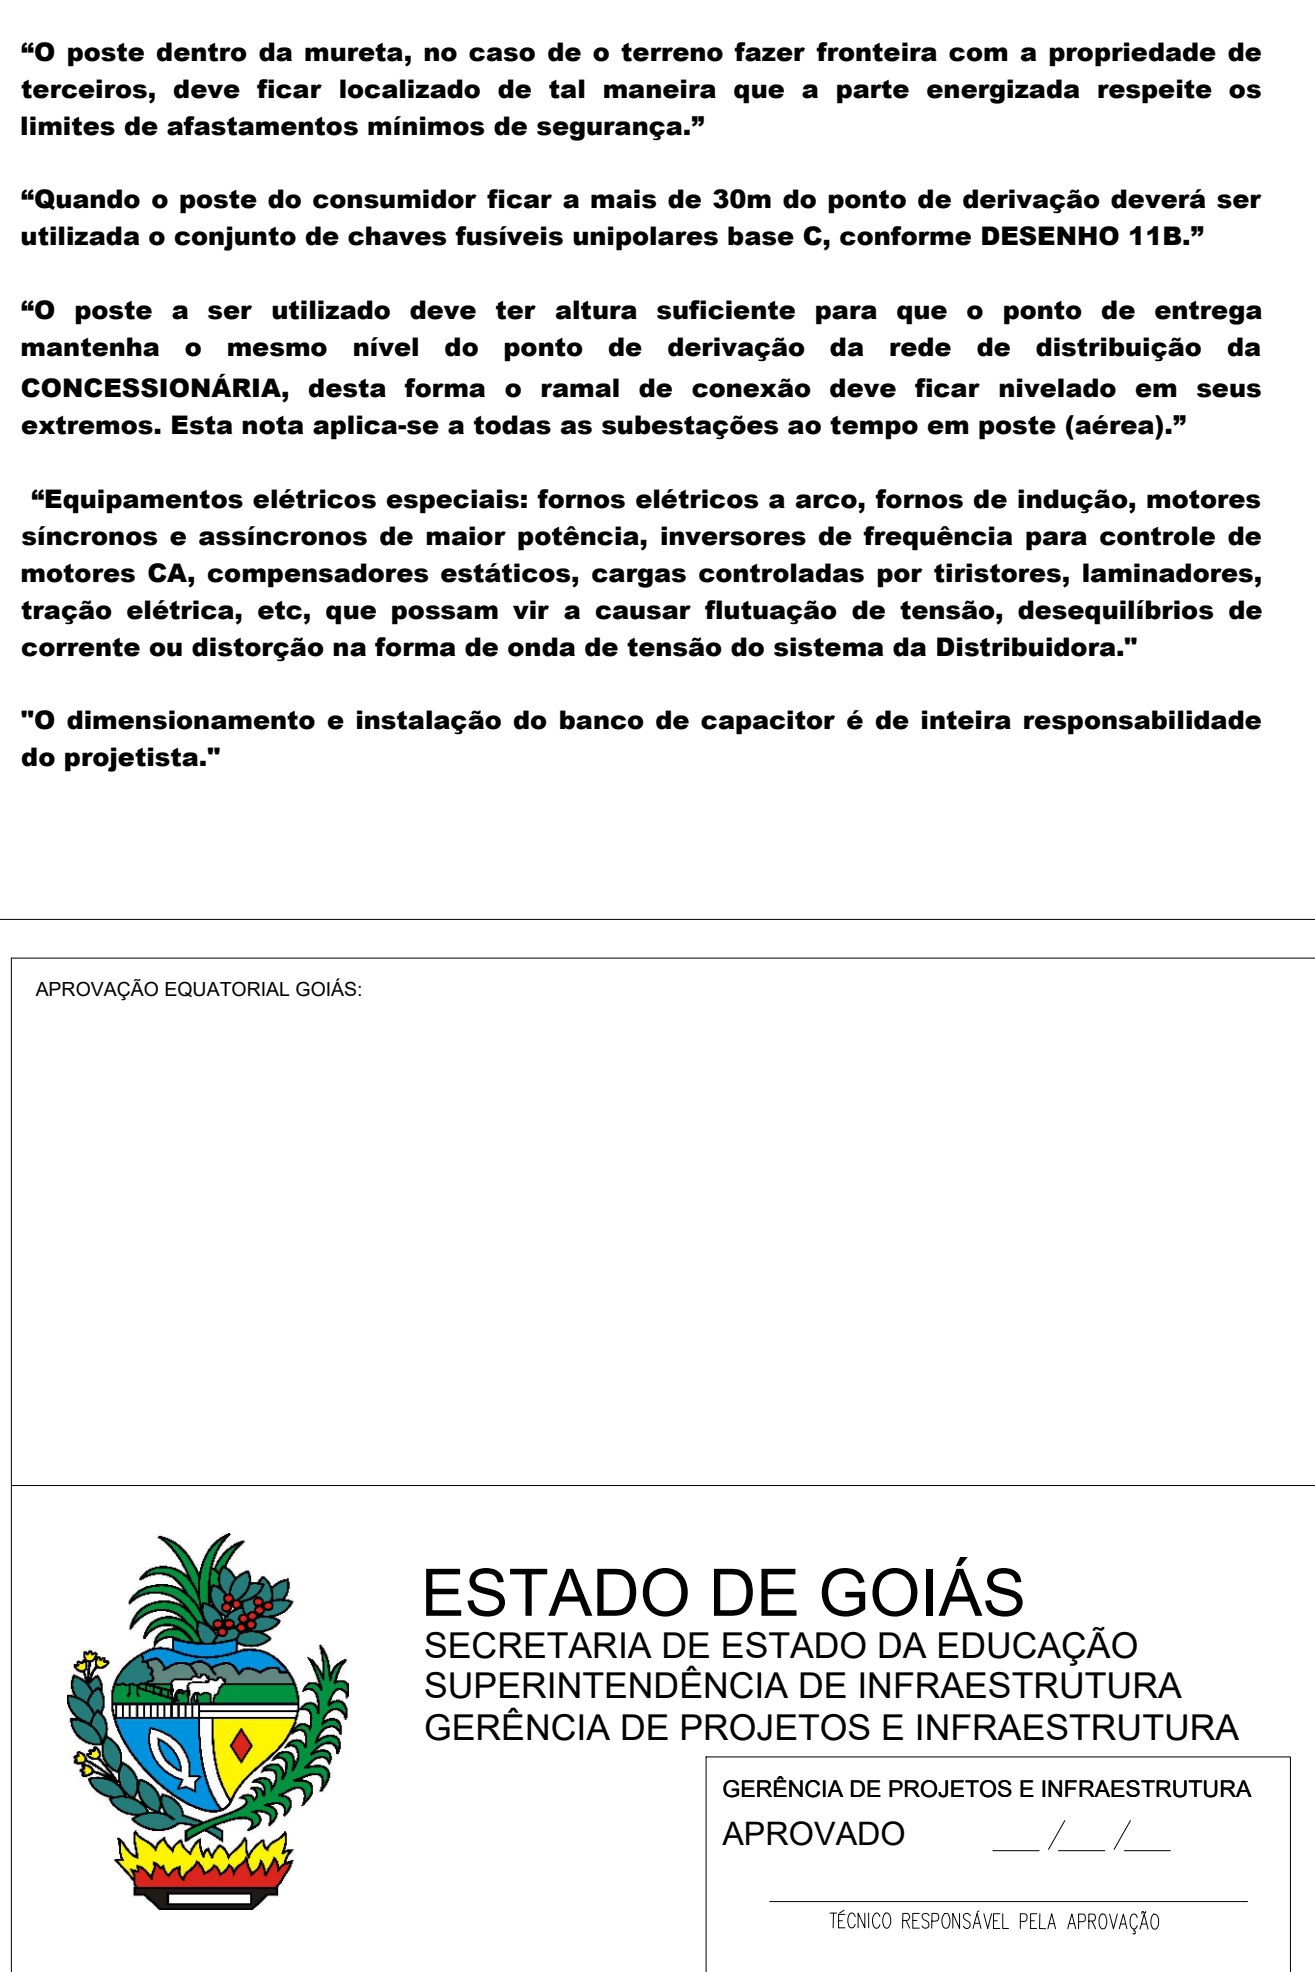 “O poste dentro da mureta, no caso de o terreno fazer fronteira com a propriedade de
terceiros, deve ficar localizado de tal maneira que a parte energizada respeite os
limites de afastamentos mínimos de segurança.”
“Quando o poste do consumidor ficar a mais de 30m do ponto de derivação deverá ser
utilizada o conjunto de chaves fusíveis unipolares base C, conforme DESENHO 11B.”
“O poste a ser utilizado deve ter altura suficiente para que o ponto de entrega
mantenha o mesmo nível do ponto de derivação da rede de distribuição da
CONCESSIONÁRIA, desta forma o ramal de conexão deve ficar nivelado em seus
extremos. Esta nota aplica-se a todas as subestações ao tempo em poste (aérea).”
“Equipamentos elétricos especiais: fornos elétricos a arco, fornos de indução, motores
síncronos e assíncronos de maior potência, inversores de frequência para controle de
motores CA, compensadores estáticos, cargas controladas por tiristores, laminadores,
tração elétrica, etc, que possam vir a causar flutuação de tensão, desequilíbrios de
corrente ou distorção na forma de onda de tensão do sistema da Distribuidora."
"O dimensionamento e instalação do banco de capacitor é de inteira responsabilidade
do projetista."
APROVAÇÃO EQUATORIAL GOIÁS:
ESTADO DE GOIÁS
SECRETARIA DE ESTADO DA EDUCAÇÃO
SUPERINTENDÊNCIA DE INFRAESTRUTURA
GERÊNCIA DE PROJETOS E INFRAESTRUTURA
GERÊNCIA DE PROJETOS E INFRAESTRUTURA
APROVADO ___/___/___
TÉCNICO RESPONSÁVEL PELA APROVAÇÃO